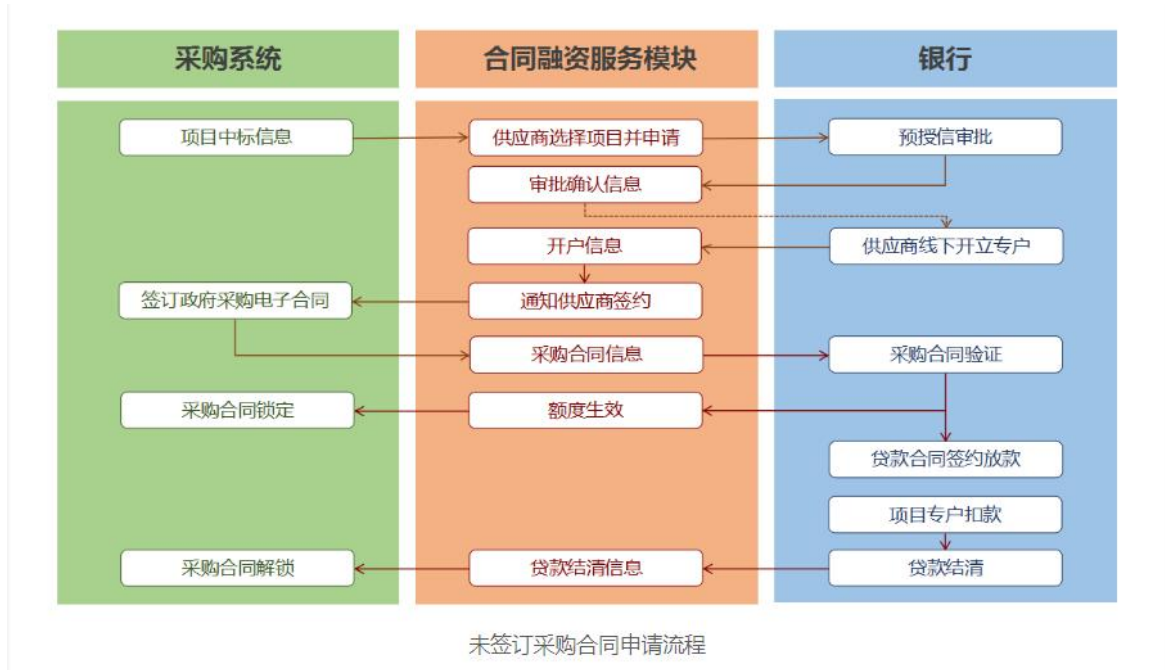 采购系统
合同融资服务模块
银行
项目中标信息
供应商选择项目并申请
预授信审批
审批确认信息
开户信息
供应商线下开立专户
签订政府采购电子合同
通知供应商签约
采购合同信息
采购合同验证
采购合同锁定
额度生效
贷款合同签约放款
项目专户扣款
采购合同解锁
贷款结清信息
贷款结清
未签订采购合同申请流程